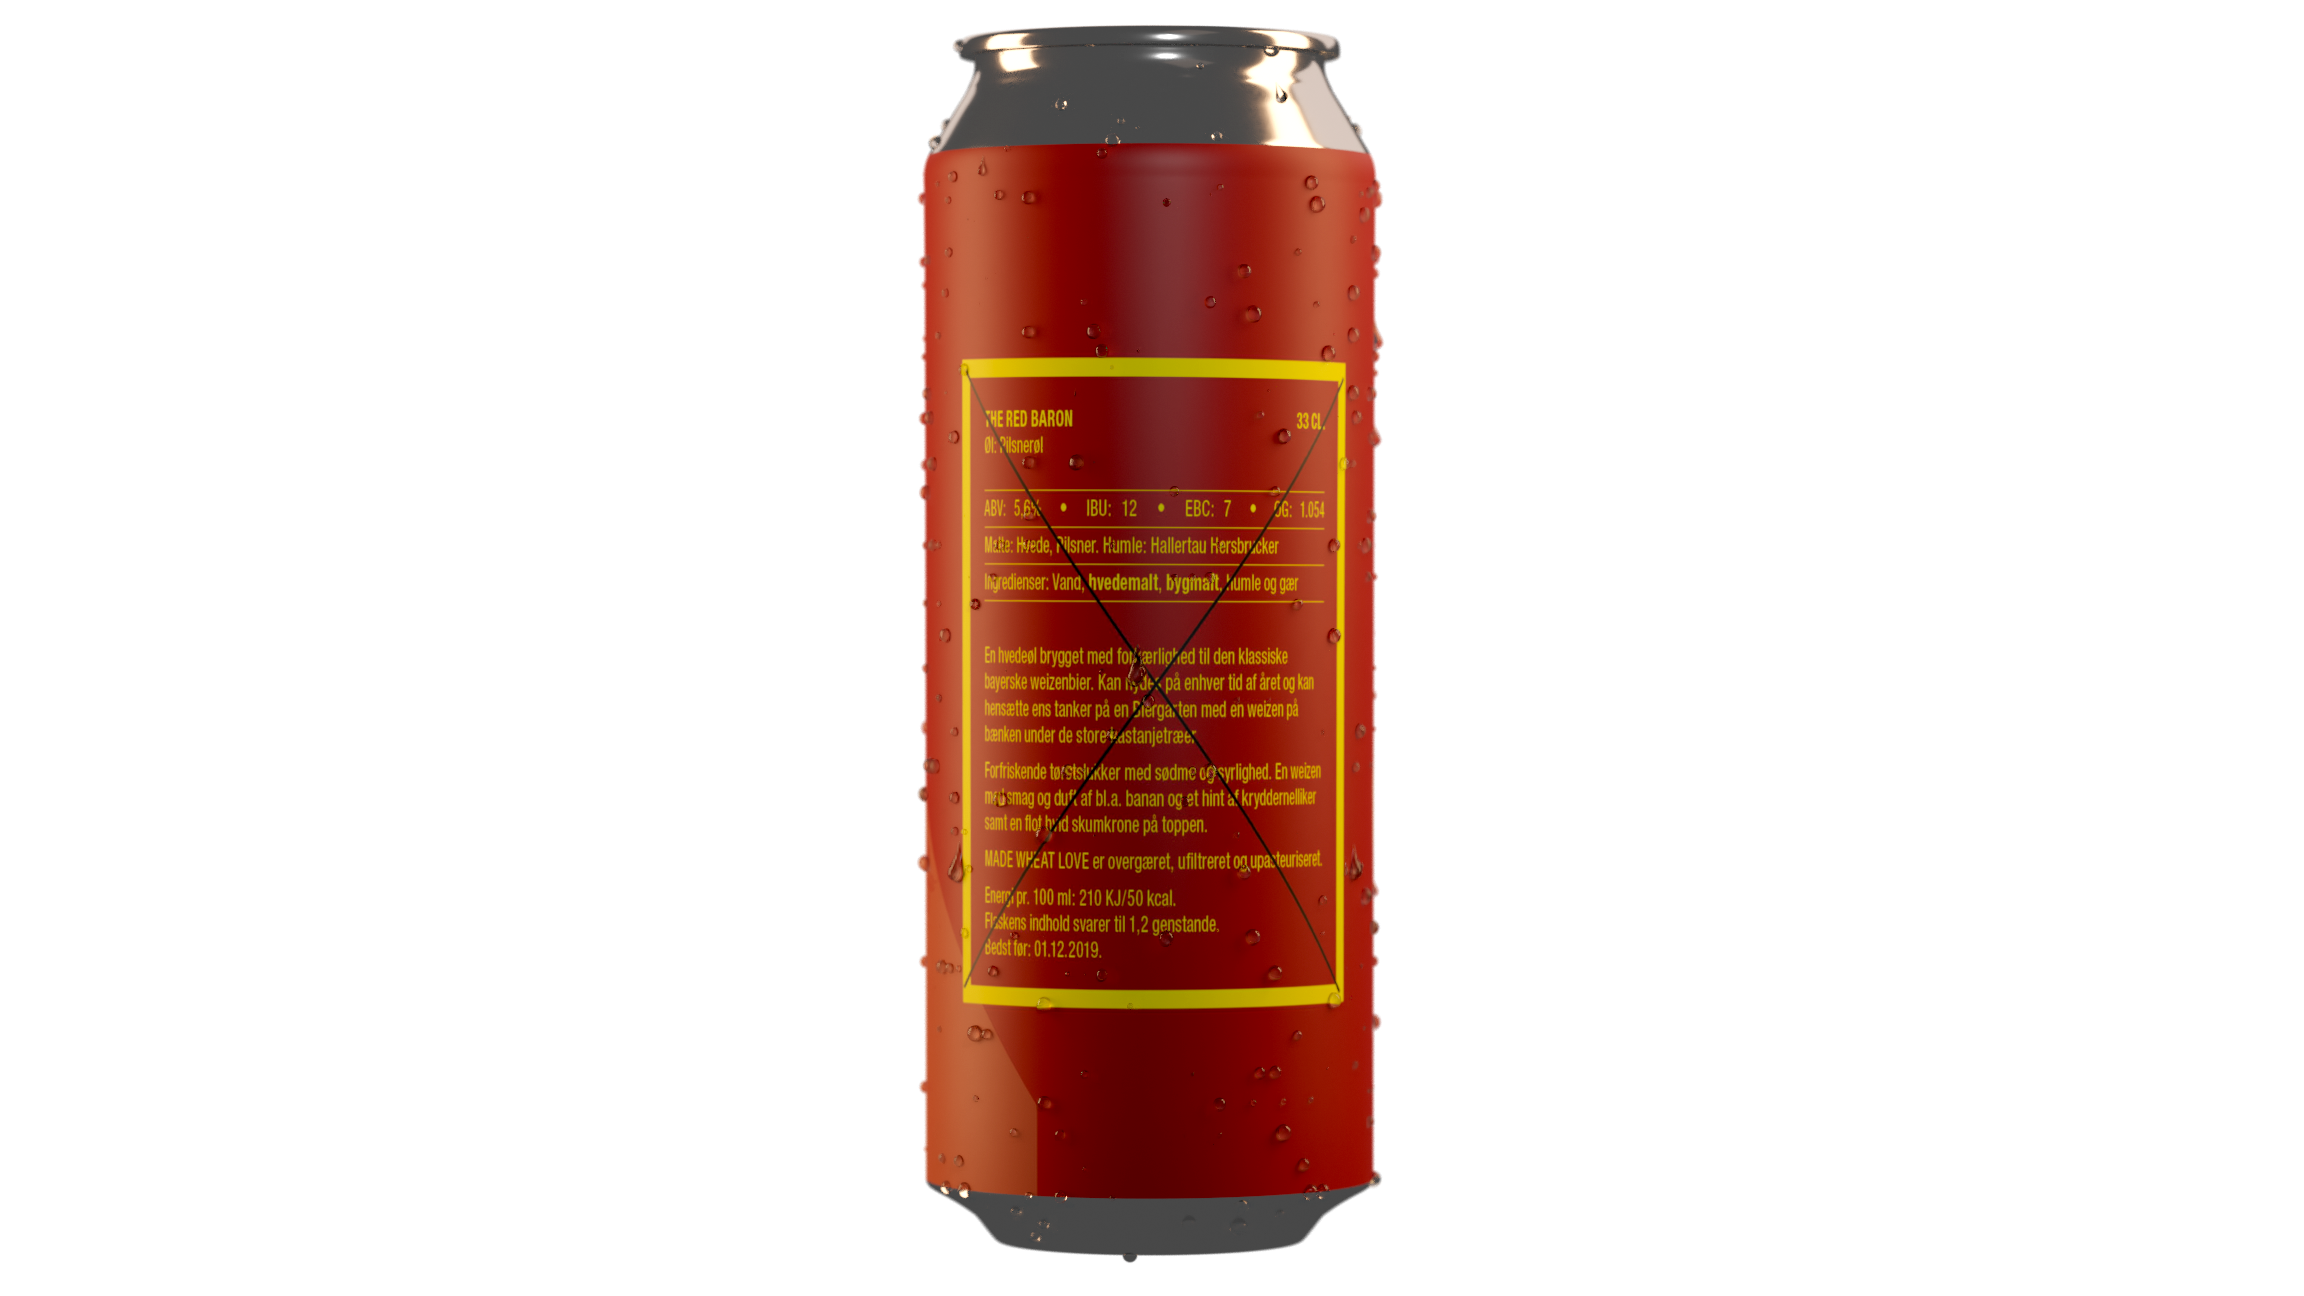 THE RED BARON 33 CL.
Øl: Pilsnerøl
ABV: 5,6% • IBU: 12 • EBC: 7 • OG: 1.054
Malte: Hvede, Pilsner. Humle: Hallertau Hersbrucker
Ingredienser: Vand, hvedemalt, bygmalt, humle og gær
En hvedeøl brygget med forkærlighed til den klassiske
bayerske weizenbier. Kan nydes på enhver tid af året og kan
hensætte ens tanker på en Biergarten med en weizen på
bænken under de store kastanjetræer
Forfriskende tørstslukker med sødme og syrlighed. En weizen
med smag og duft af bl.a. banan og et hint af kryddernelliker
samt en flot hvid skumkrone på toppen.
MADE WHEAT LOVE er overgæret, ufiltreret og upasteuriseret.
Energi pr. 100 ml: 210 KJ/50 kcal.
Flaskens indhold svarer til 1,2 genstande.
Bedst før: 01.12.2019.